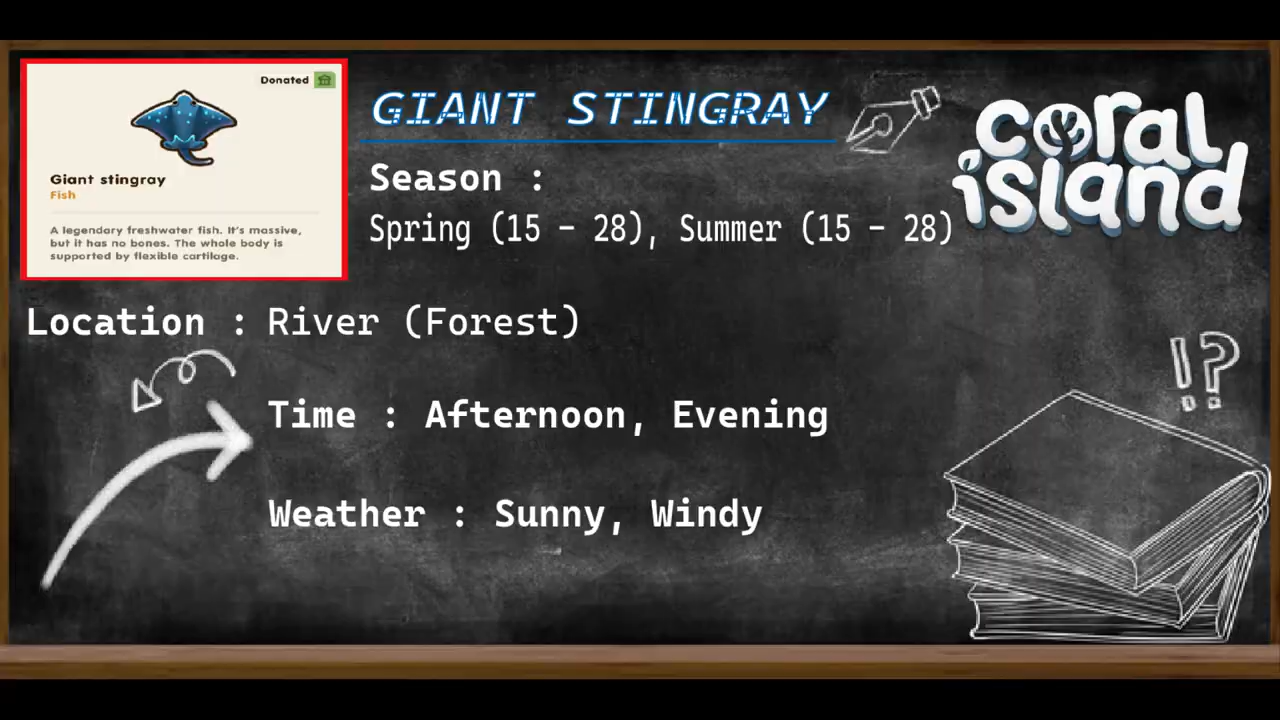 Donated
Giant stingray
Fish
A legendary freshwater fish. It's massive,
but it has no bones. The whole body is
supported by flexible cartilage.
GIANT STINGRAY
Season :
Spring (15 - 28), Summer (15 - 28)
coral
island
Location : River (Forest)
!?
Time : Afternoon, Evening
Weather : Sunny, Windy